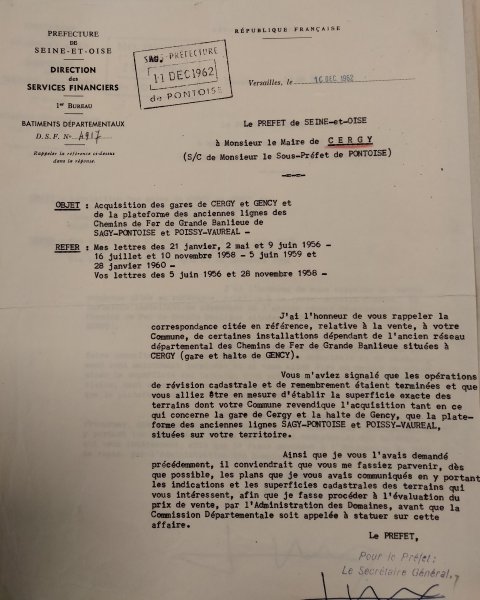 PREFECTURE
de
SEINE-ET-OISE
DIRECTION
des
SERVICES FINANCIERS
1er BUREAU
BATIMENTS DÉPARTEMENTAUX
D.S.F. N° 4917
Rappeler la référence ci-dessus
dans la réponse.
RÉPUBLIQUE FRANÇAISE
PREFECTURE
11 DEC 1962
de PONTOISE
Versailles, le 10 DEC 1962
Le PREFET de SEINE-et-OISE
à Monsieur le Maire de CERGY
(S/C de Monsieur le Sous-Préfet de PONTOISE)
OBJET : Acquisition des gares de CERGY et GENCY et
de la plateforme des anciennes lignes des
Chemins de Fer de Grande Banlieue de
SAGY-PONTOISE et POISSY-VAUREAL -
REFER : Mes lettres des 21 janvier, 2 mai et 9 juin 1956 -
16 juillet et 10 novembre 1958 - 5 juin 1959 et
28 janvier 1960 -
Vos lettres des 5 juin 1956 et 28 novembre 1958 -
J'ai l'honneur de vous rappeler la
correspondance citée en référence, relative à la vente, à votre
Commune, de certaines installations dépendant de l'ancien réseau
départemental des Chemins de Fer de Grande Banlieue situées à
CERGY (gare et halte de GENCY).
Vous m'aviez signalé que les opérations
de révision cadastrale et de remembrement étaient terminées et que
vous alliez être en mesure d'établir la superficie exacte des
terrains dont votre Commune revendique l'acquisition tant en ce
qui concerne la gare de Cergy et la halte de Gency, que la plate-
forme des anciennes lignes SAGY-PONTOISE et POISSY-VAUREAL,
situées sur votre territoire.
Ainsi que je vous l'avais demandé
précédemment, il conviendrait que vous me fassiez parvenir, dès
que possible, les plans que je vous avais communiqués en y portant
les indications et les superficies cadastrales des terrains qui
vous intéressent, afin que je fasse procéder à l'évaluation du
prix de vente, par l'Administration des Domaines, avant que la
Commission Départementale soit appelée à statuer sur cette
affaire.
Le PREFET,
Pour le Préfet:
Le Secrétaire Général,